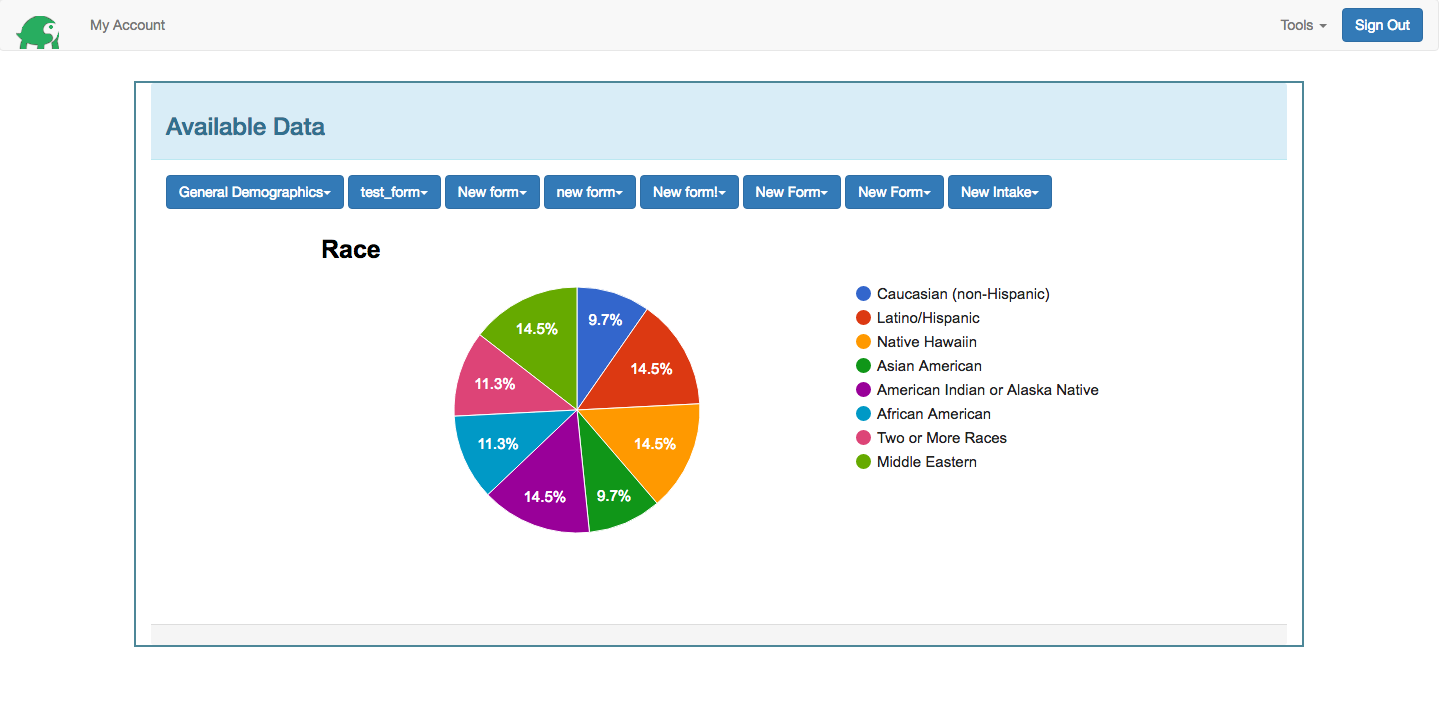 My Account Tools Sign Out
Available Data
General Demographics test_form New form new form New form! New Form New Form New Intake
Race
9.7%
14.5%
14.5%
9.7%
14.5%
11.3%
11.3%
14.5%
Caucasian (non-Hispanic)
Latino/Hispanic
Native Hawaiin
Asian American
American Indian or Alaska Native
African American
Two or More Races
Middle Eastern